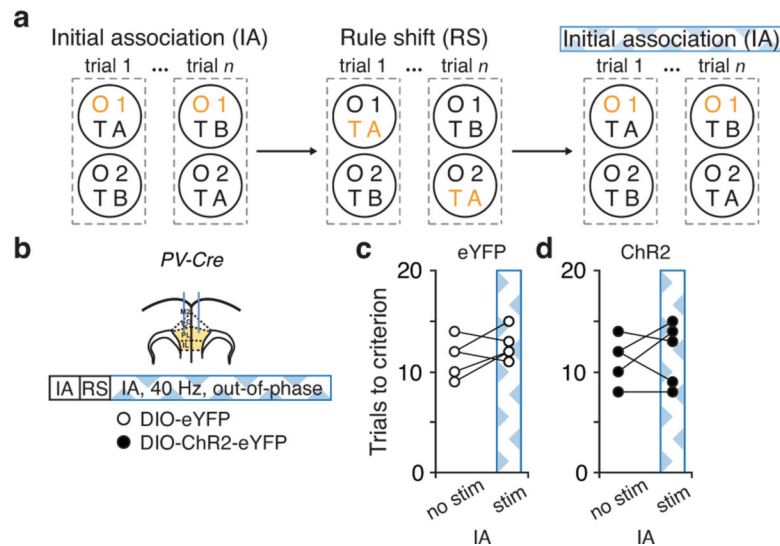 a
Initial association (IA)
Rule shift (RS)
Initial association (IA)
trial 1 ... trial n
trial 1 ... trial n
trial 1 ... trial n
O 1
T A
O 1
T B
O 1
T A
O 1
T B
O 1
T A
O 1
T B
O 2
T B
O 2
T A
O 2
T B
O 2
T A
O 2
T B
O 2
T A
b
PV-Cre
M2
PL
IL
IA RS IA, 40 Hz, out-of-phase
DIO-eYFP
DIO-ChR2-eYFP
c
eYFP
Trials to criterion
20
10
0
no stim
stim
IA
d
ChR2
20
10
0
no stim
stim
IA